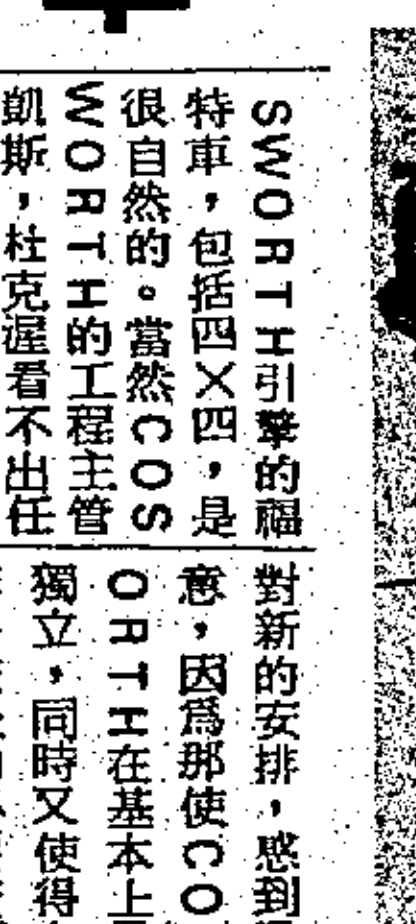 SWORTH引擎的福
特車，包括四×四，是
很自然的。當然COS
WORTH的工程主管
凱斯，杜克渥看不出任
對新的安排，感到
意，因為那使CO
ORTH在基本上
獨立，同時又使得